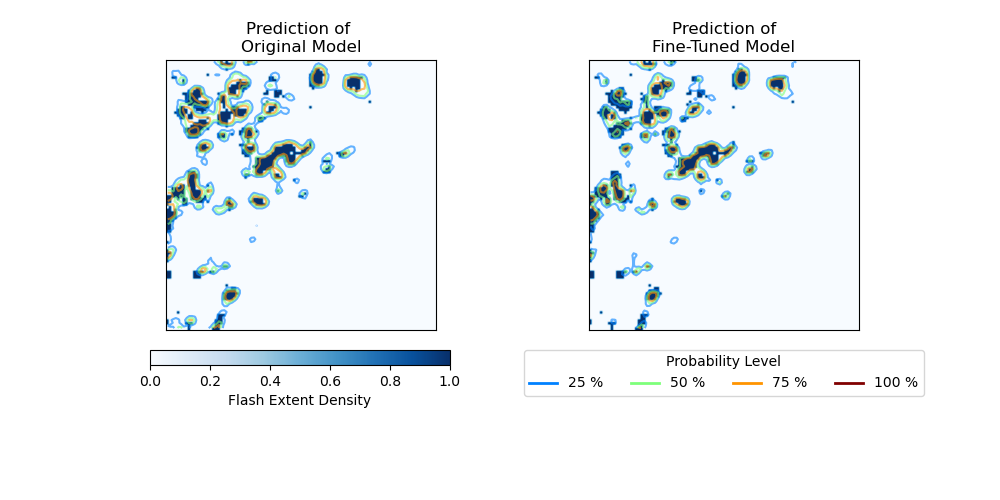 Prediction of
Original Model
Prediction of
Fine-Tuned Model
0.0 0.2 0.4 0.6 0.8 1.0
Flash Extent Density
Probability Level
25 % 50 % 75 % 100 %